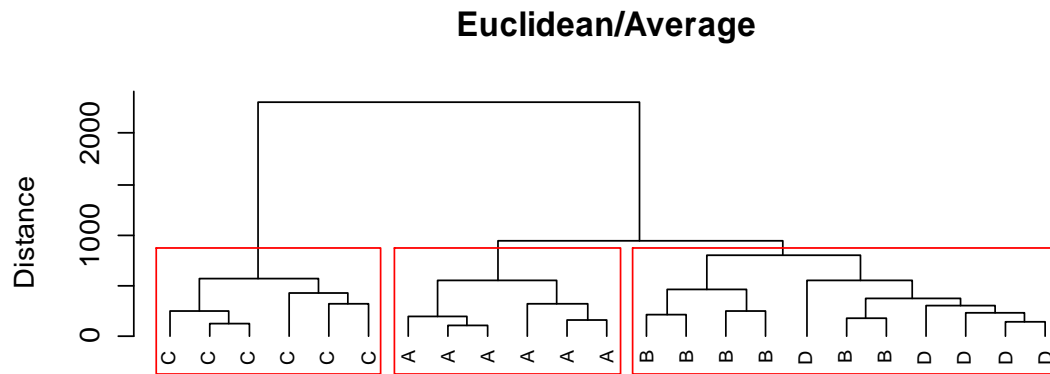 Euclidean/Average
Distance
2000
1000
0
C C C C C C A A A A A A B B B B D B B D D D D